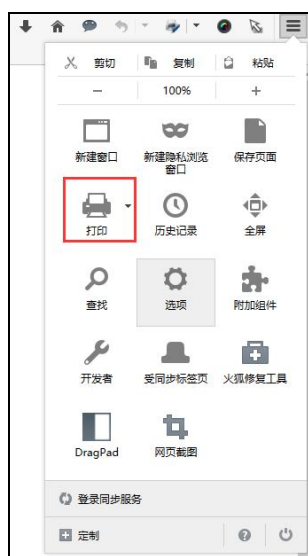 剪切 复制 粘贴
− 100% +
新建窗口 新建隐私浏览窗口 保存页面
打印 历史记录 全屏
查找 选项 附加组件
开发者 受同步标签页 火狐修复工具
DragPad 网页截图
登录同步服务
定制